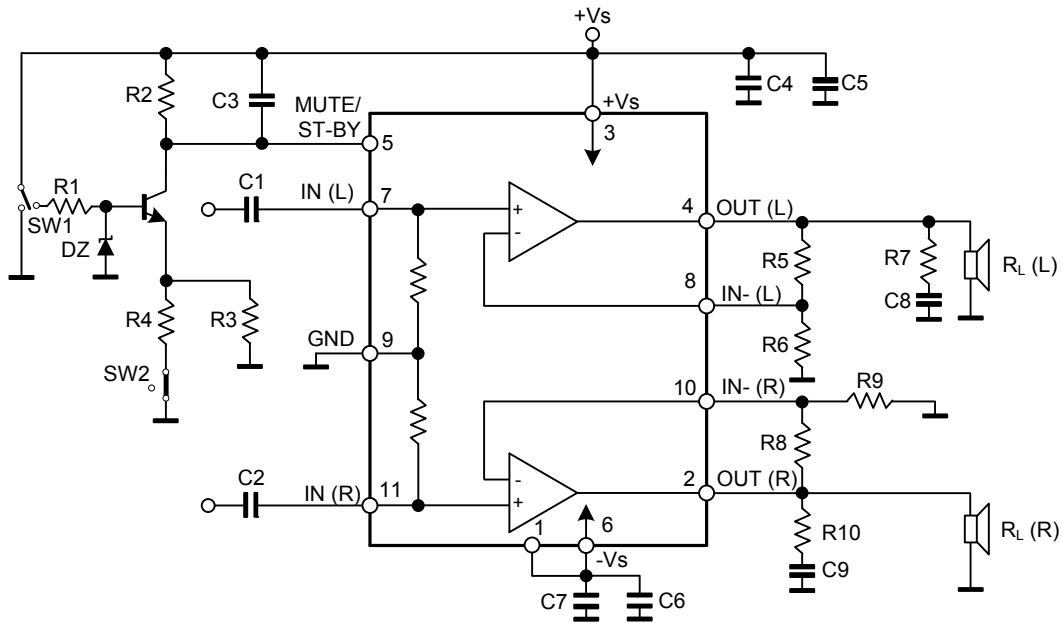 +Vs
R2
C3
MUTE/
ST-BY
+Vs
C4
C5
5
3
R1
C1
IN (L)
7
SW1
DZ
+
-
4
OUT (L)
R5
R7
RL (L)
8
IN- (L)
C8
R4
R3
GND
9
R6
SW2
10
IN- (R)
R9
R8
C2
IN (R)
11
-
+
2
OUT (R)
1
6
R10
RL (R)
-Vs
C9
C7
C6